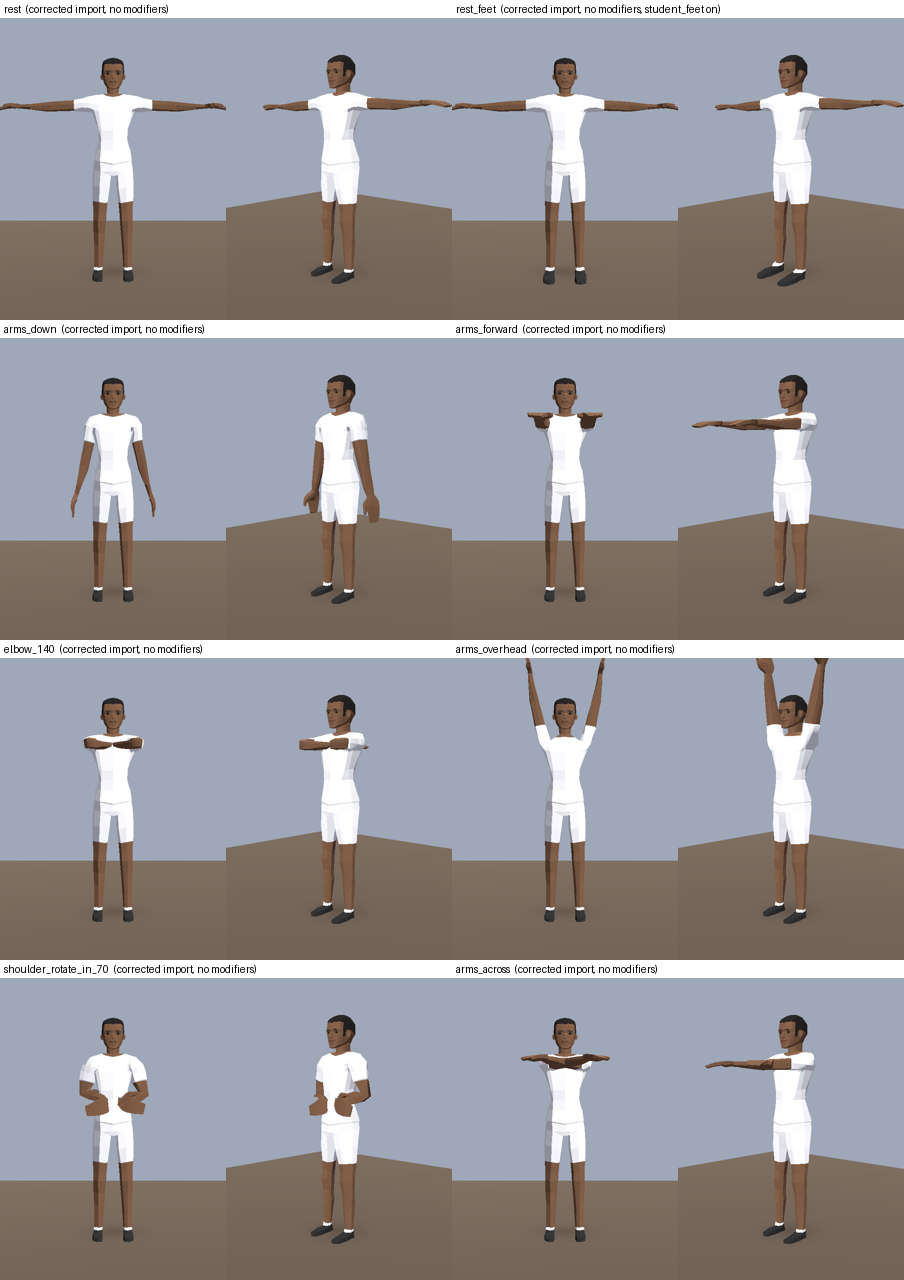 rest (corrected import, no modifiers)
rest_feet (corrected import, no modifiers, student_feet on)
arms_down (corrected import, no modifiers)
arms_forward (corrected import, no modifiers)
elbow_140 (corrected import, no modifiers)
arms_overhead (corrected import, no modifiers)
shoulder_rotate_in_70 (corrected import, no modifiers)
arms_across (corrected import, no modifiers)